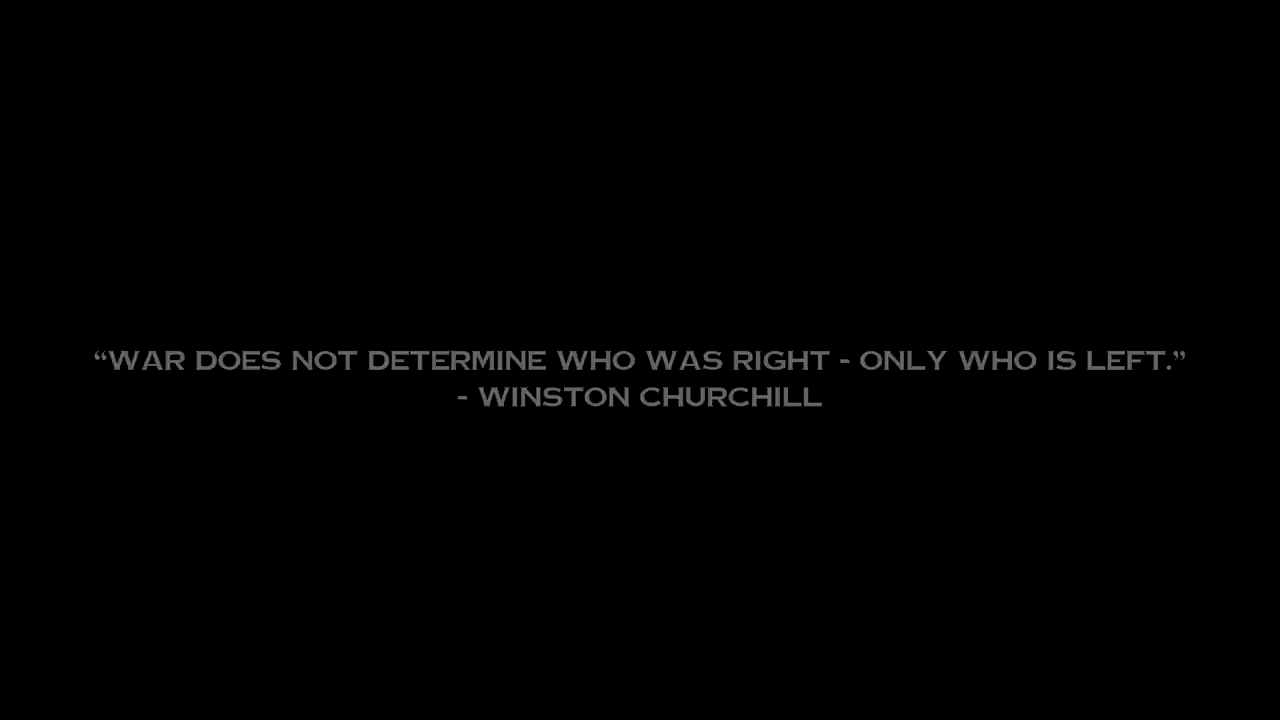 “WAR DOES NOT DETERMINE WHO WAS RIGHT - ONLY WHO IS LEFT.”
- WINSTON CHURCHILL